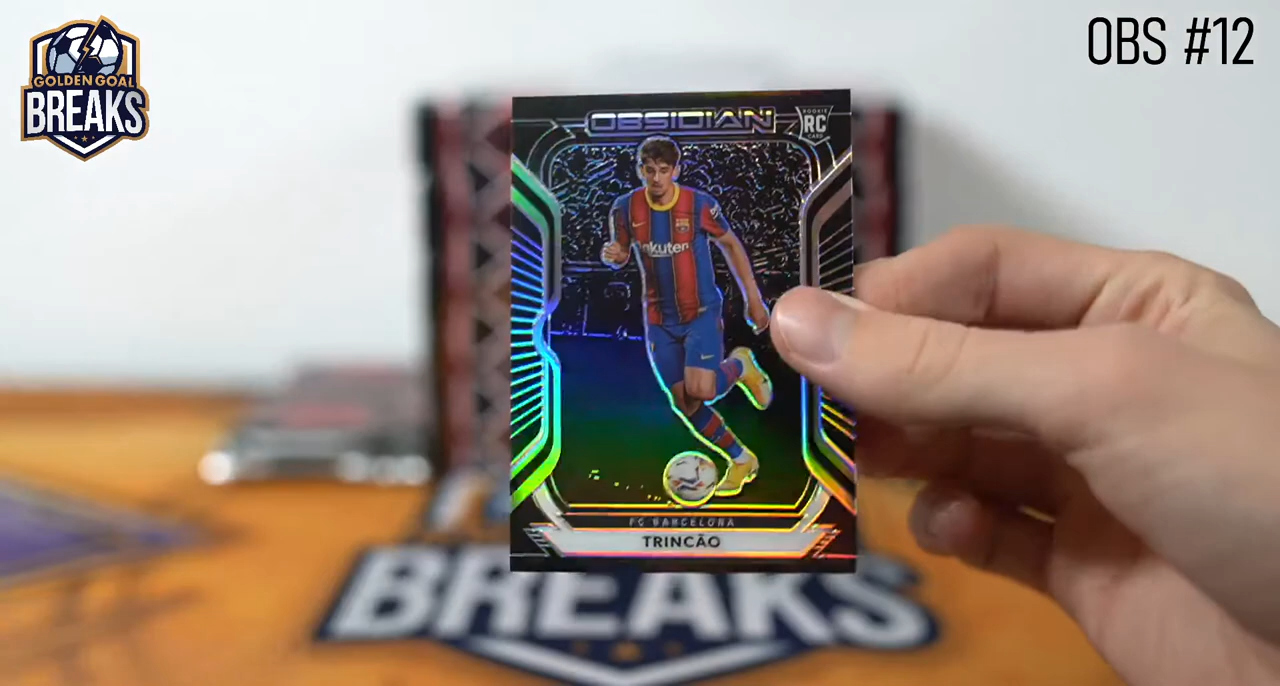 GOLDEN GOAL
BREAKS
OBS #12
OBSIDIAN
ROOKIE
RC
CARD
Rakuten
FC BARCELONA
TRINCÃO
BREAKS